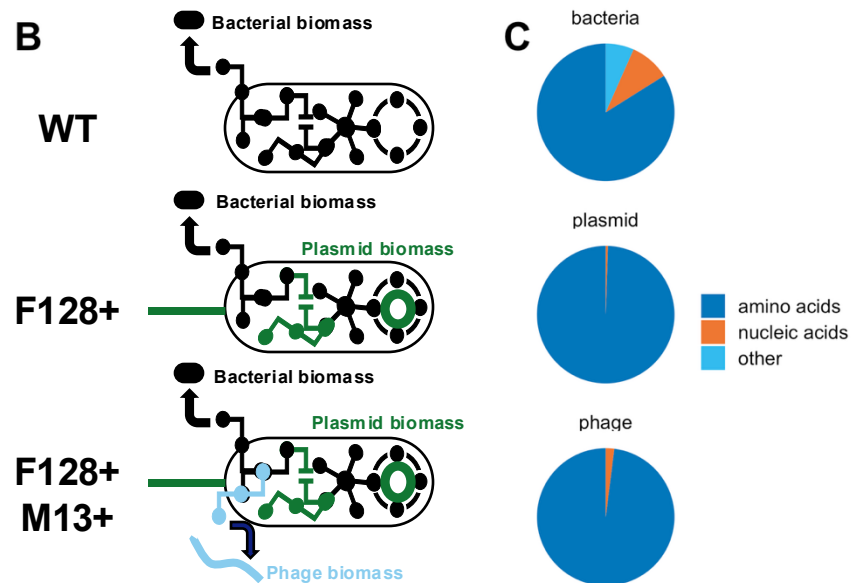 B
C
bacteria
Bacterial biomass
WT
Bacterial biomass
Plasmid biomass
F128+
plasmid
amino acids
nucleic acids
other
Bacterial biomass
Plasmid biomass
F128+
M13+
Phage biomass
phage